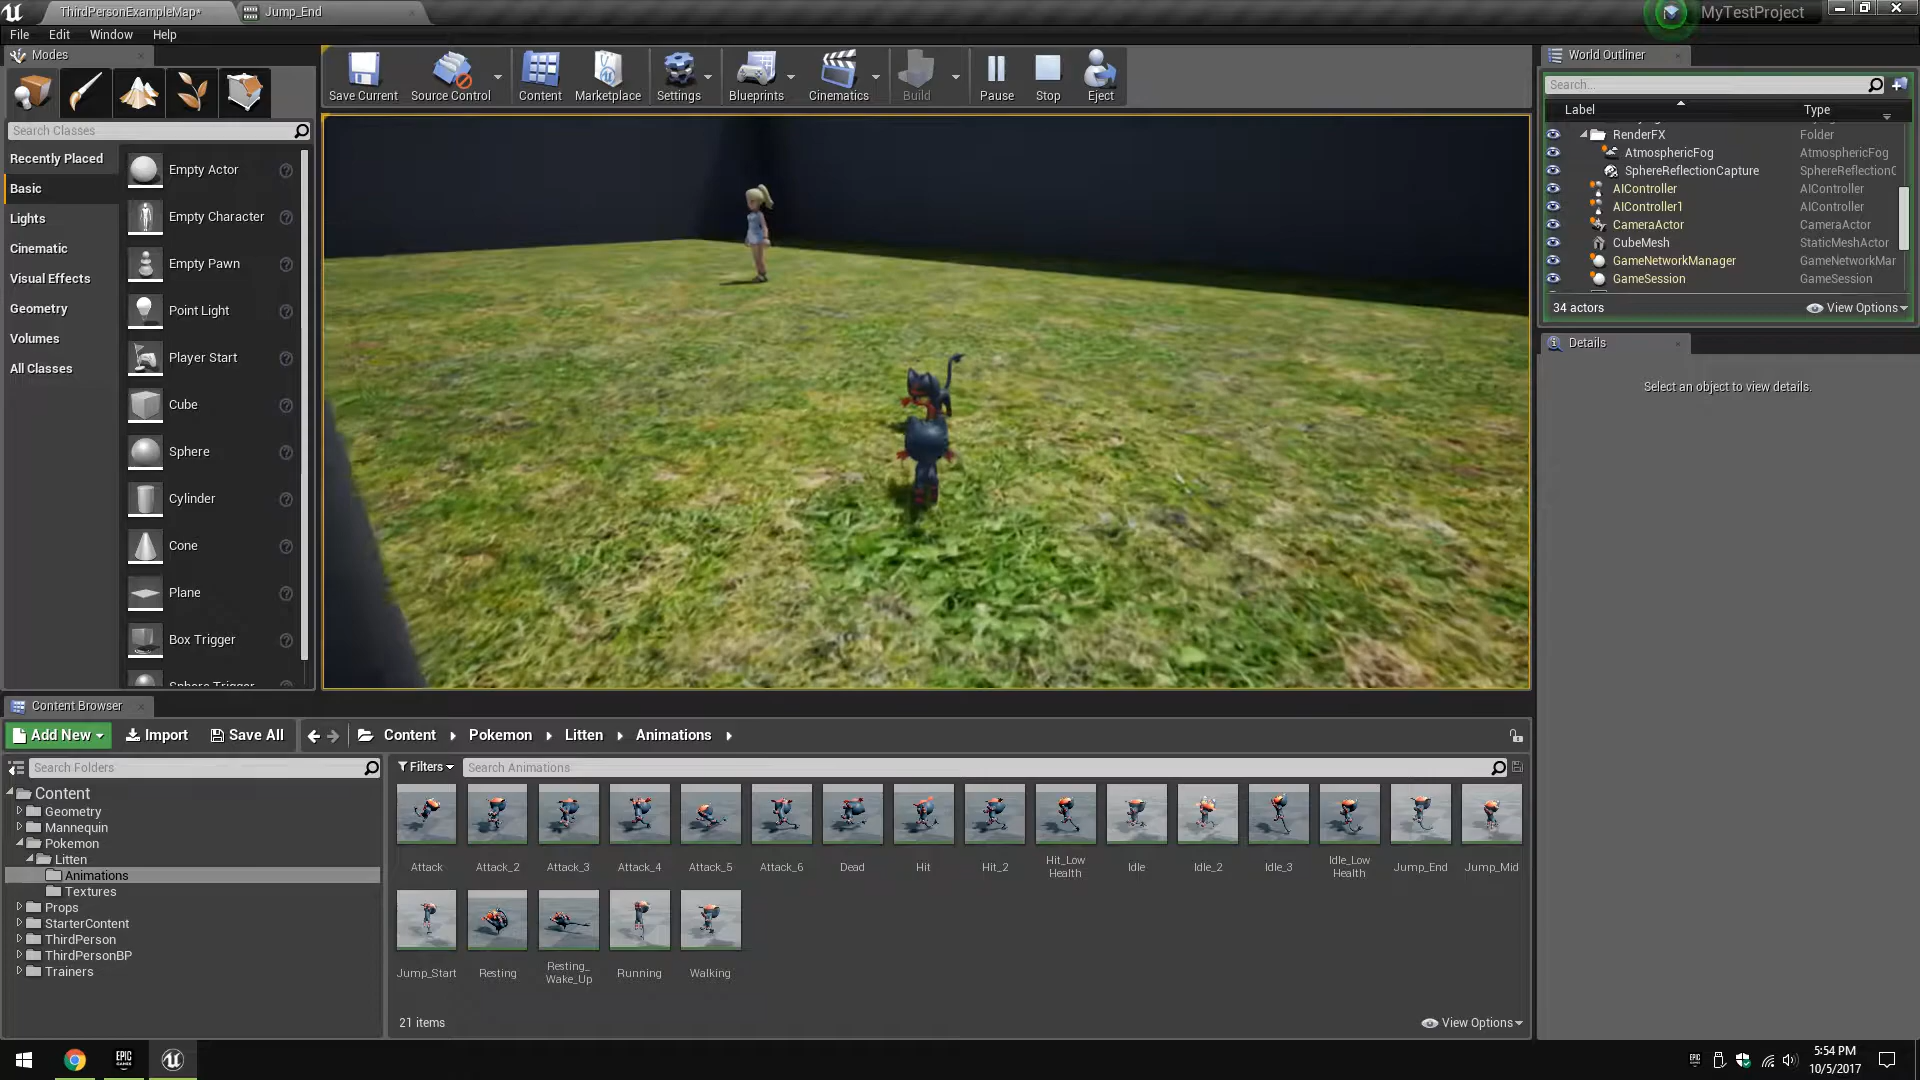 ThirdPersonExampleMap*
Jump_End
MyTestProject
File Edit Window Help
Modes
Search Classes
Recently Placed
Basic
Lights
Cinematic
Visual Effects
Geometry
Volumes
All Classes
Empty Actor
Empty Character
Empty Pawn
Point Light
Player Start
Cube
Sphere
Cylinder
Cone
Plane
Box Trigger
Sphere Trigger
Save Current
Source Control
Content
Marketplace
Settings
Blueprints
Cinematics
Build
Pause
Stop
Eject
World Outliner
Search...
Label Type
RenderFX Folder
AtmosphericFog AtmosphericFog
SphereReflectionCapture SphereReflectionC
AIController AIController
AIController1 AIController
CameraActor CameraActor
CubeMesh StaticMeshActor
GameNetworkManager GameNetworkMar
GameSession GameSession
34 actors View Options
Details
Select an object to view details.
Content Browser
Add New Import Save All Content Pokemon Litten Animations
Search Folders
Content
Geometry
Mannequin
Pokemon
Litten
Animations
Textures
Props
StarterContent
ThirdPerson
ThirdPersonBP
Trainers
Filters Search Animations
Attack
Attack_2
Attack_3
Attack_4
Attack_5
Attack_6
Dead
Hit
Hit_2
Hit_Low
Health
Idle
Idle_2
Idle_3
Idle_Low
Health
Jump_End
Jump_Mid
Jump_Start
Resting
Resting_
Wake_Up
Running
Walking
21 items View Options
EPIC
GAMES
EPIC
5:54 PM
10/5/2017